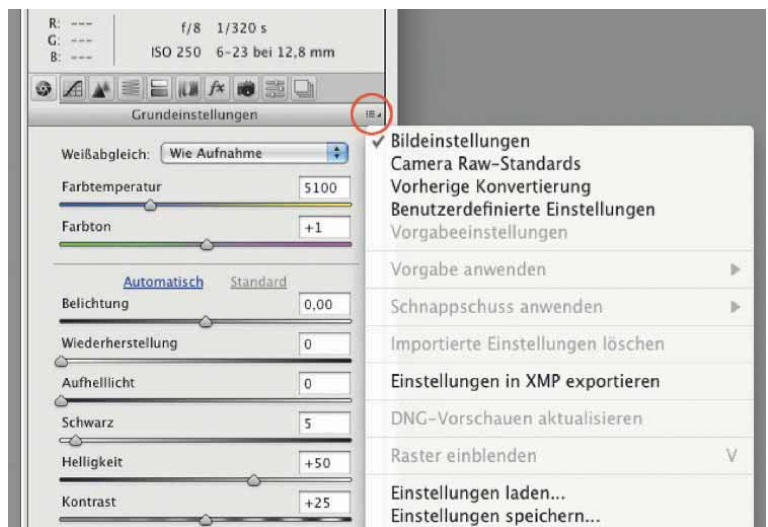 R: ---
G: ---
B: ---
f/8 1/320 s
ISO 250 6-23 bei 12,8 mm
fx
Grundeinstellungen
Weißabgleich: Wie Aufnahme
Farbtemperatur 5100
Farbton +1
Automatisch Standard
Belichtung 0,00
Wiederherstellung 0
Aufhelllicht 0
Schwarz 5
Helligkeit +50
Kontrast +25
✓ Bildeinstellungen
Camera Raw-Standards
Vorherige Konvertierung
Benutzerdefinierte Einstellungen
Vorgabeeinstellungen
Vorgabe anwenden
Schnappschuss anwenden
Importierte Einstellungen löschen
Einstellungen in XMP exportieren
DNG-Vorschauen aktualisieren
Raster einblenden V
Einstellungen laden...
Einstellungen speichern...